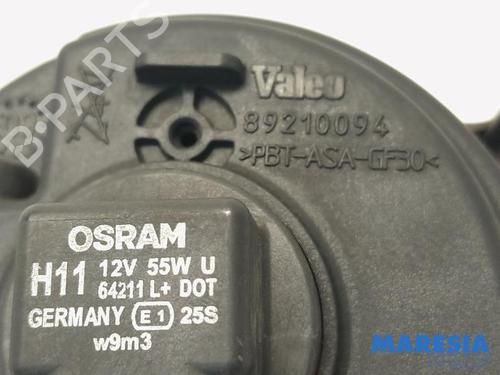 Valeo
89210094
>PBT-ASA-GF30<
OSRAM
H11 12V 55W U
64211 L+ DOT
GERMANY E1 25S
w9m3
B-PARTS
MARESIA